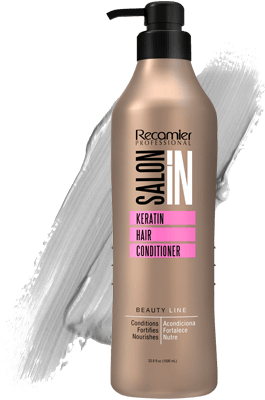 Recamier
PROFESSIONAL
SALON
IN
KERATIN
HAIR
CONDITIONER
BEAUTY LINE
Conditions Acondiciona
Fortifies Fortalece
Nourishes Nutre